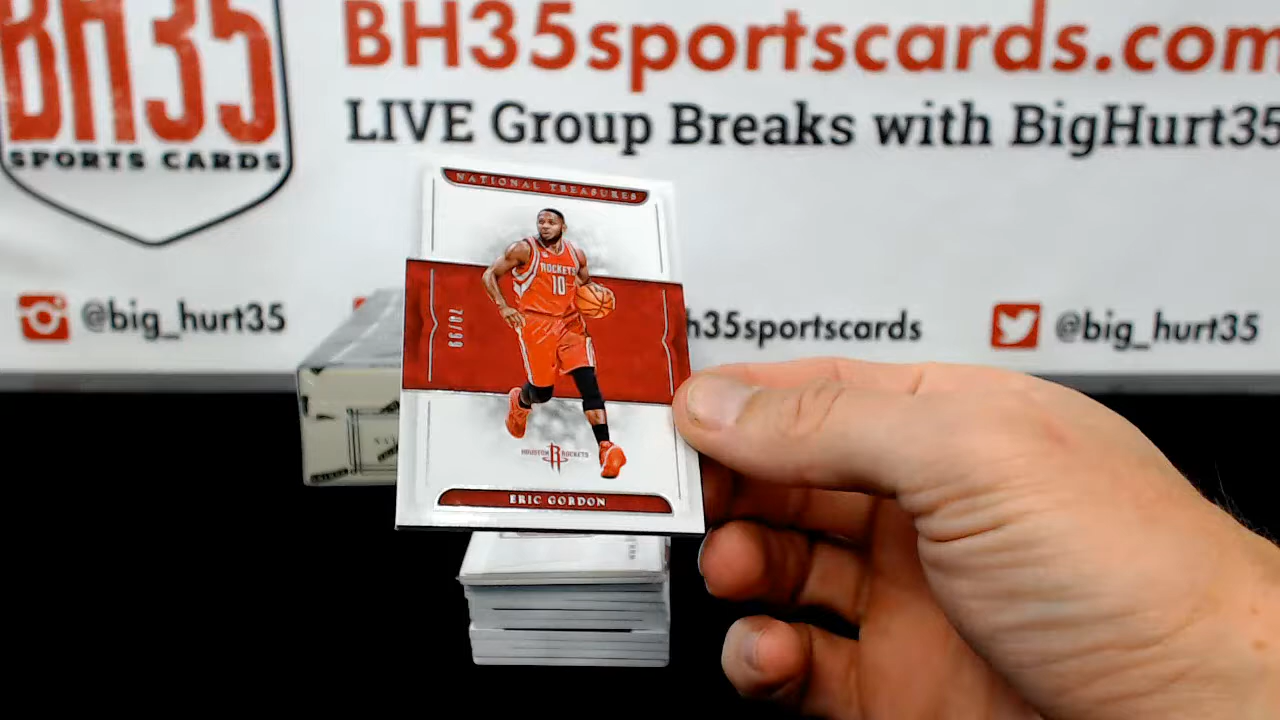 BH35
SPORTS CARDS
BH35sportscards.com
LIVE Group Breaks with BigHurt35
@big_hurt35
h35sportscards
@big_hurt35
NATIONAL TREASURES
ROCKETS
10
70/99
HOUSTON ROCKETS
ERIC GORDON